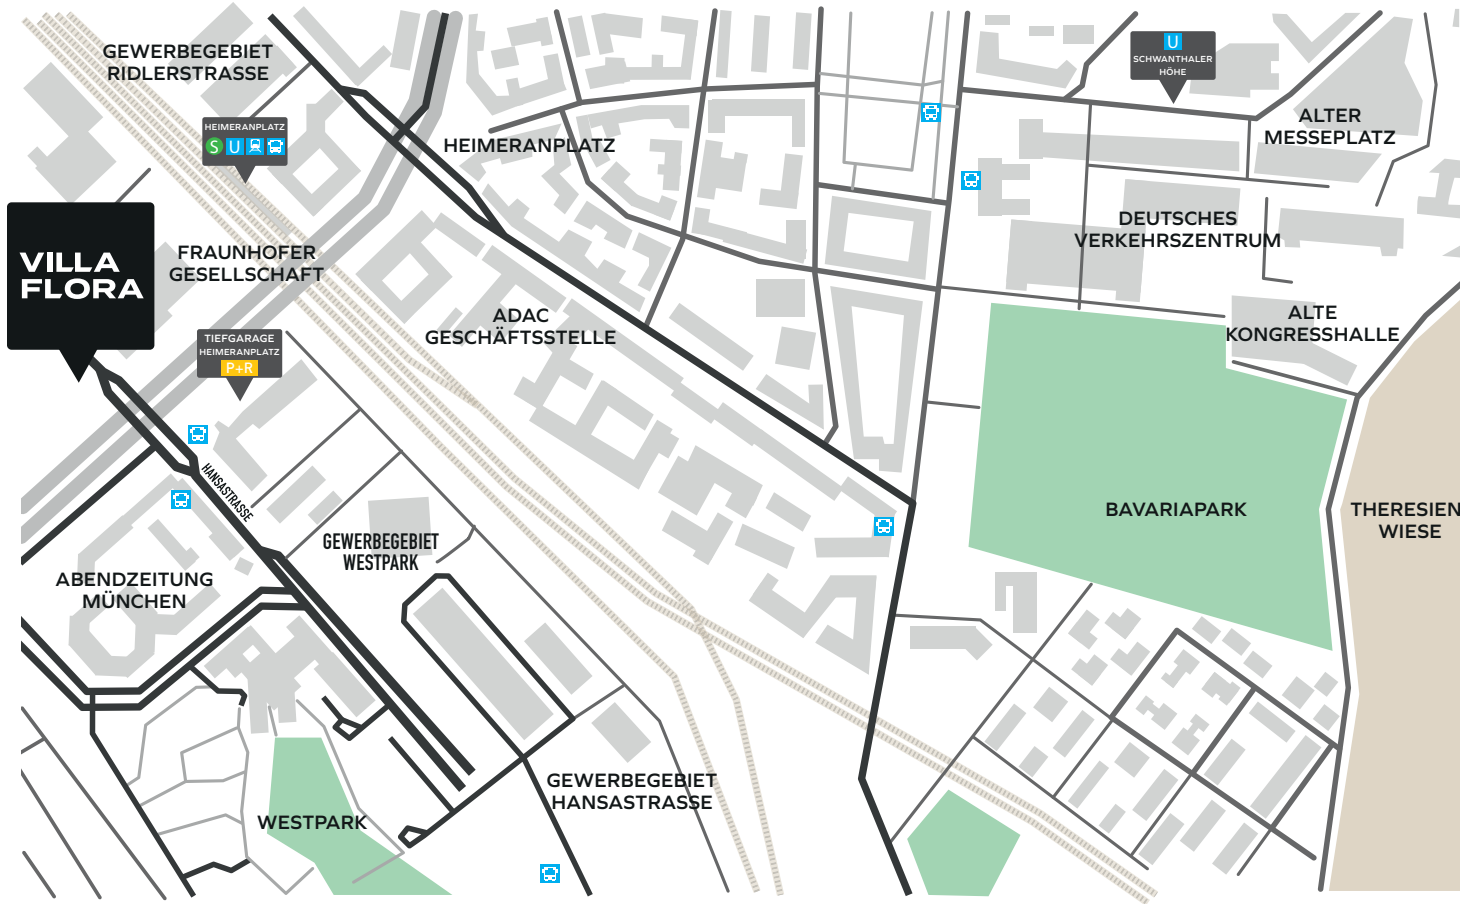 GEWERBEGEBIET
RIDLERSTRASSE
U
SCHWANTHALER
HÖHE
ALTER
MESSEPLATZ
HEIMERANPLATZ
S U
HEIMERANPLATZ
VILLA
FLORA
FRAUNHOFER
GESELLSCHAFT
DEUTSCHES
VERKEHRSZENTRUM
ADAC
GESCHÄFTSSTELLE
ALTE
KONGRESSHALLE
TIEFGARAGE
HEIMERANPLATZ
P+R
HANSASTRASSE
BAVARIAPARK
THERESIEN
WIESE
GEWERBEGEBIET
WESTPARK
ABENDZEITUNG
MÜNCHEN
GEWERBEGEBIET
HANSASTRASSE
WESTPARK